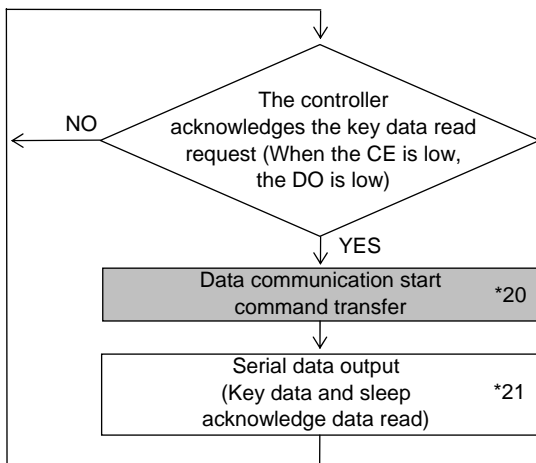 The controller
acknowledges the key data read
request (When the CE is low,
the DO is low)
NO
YES
Data communication start
command transfer
*20
Serial data output
(Key data and sleep
acknowledge data read)
*21